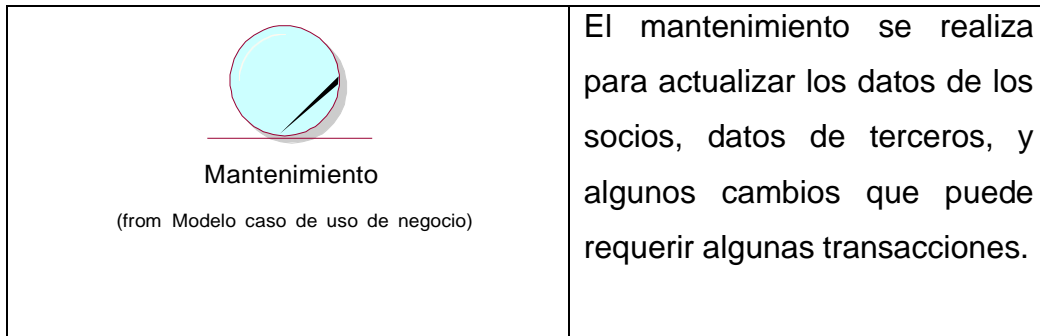 Mantenimiento
(from Modelo caso de uso de negocio)
El mantenimiento se realiza
para actualizar los datos de los
socios, datos de terceros, y
algunos cambios que puede
requerir algunas transacciones.